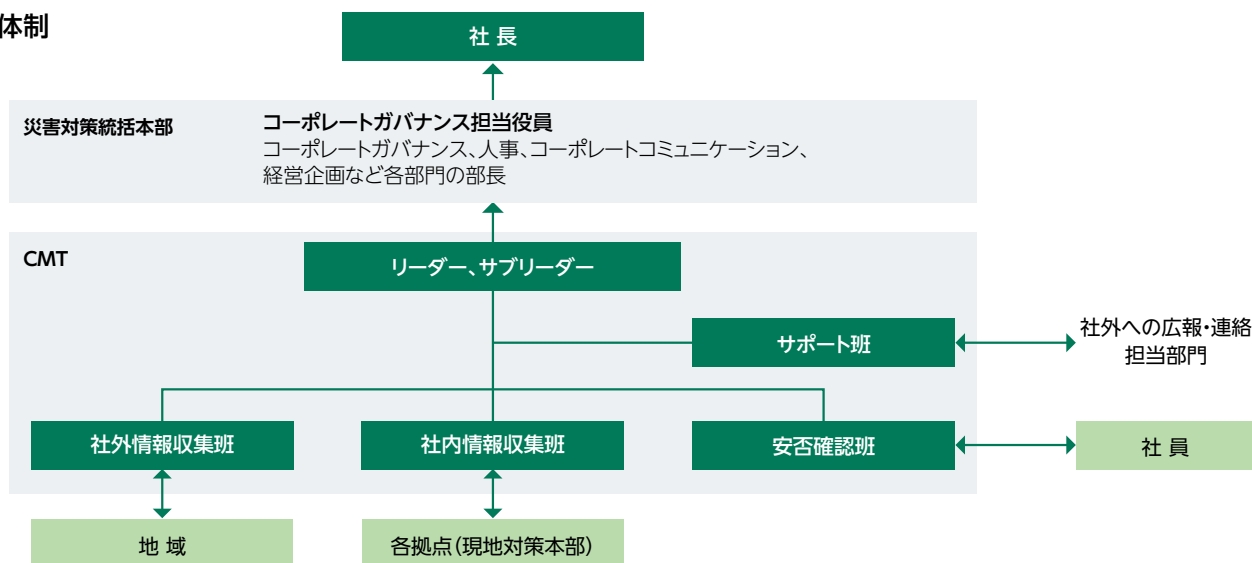 体制
社 長
災害対策統括本部
コーポレートガバナンス担当役員
コーポレートガバナンス、人事、コーポレートコミュニケーション、
経営企画など各部門の部長
CMT
リーダー、サブリーダー
サポート班
社外への広報・連絡
担当部門
社外情報収集班
社内情報収集班
安否確認班
社 員
地 域
各拠点(現地対策本部)